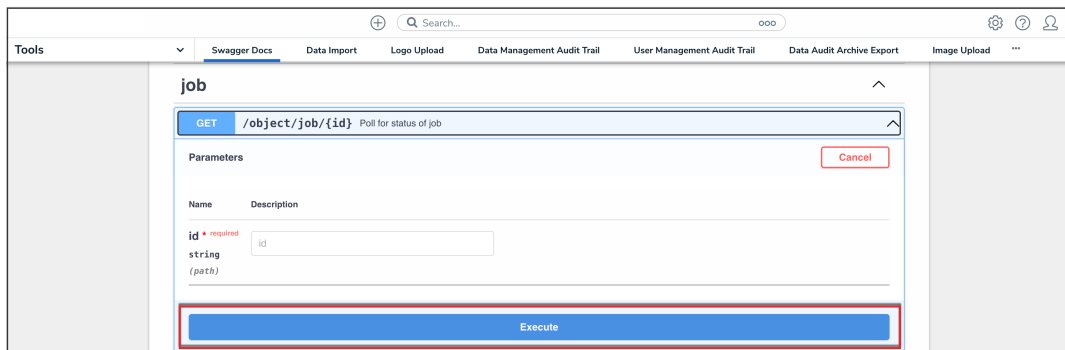 Search... ooo
Tools Swagger Docs Data Import Logo Upload Data Management Audit Trail User Management Audit Trail Data Audit Archive Export Image Upload ...
job
GET /object/job/{id} Poll for status of job
Parameters Cancel
Name Description
id * required id
string
(path)
Execute